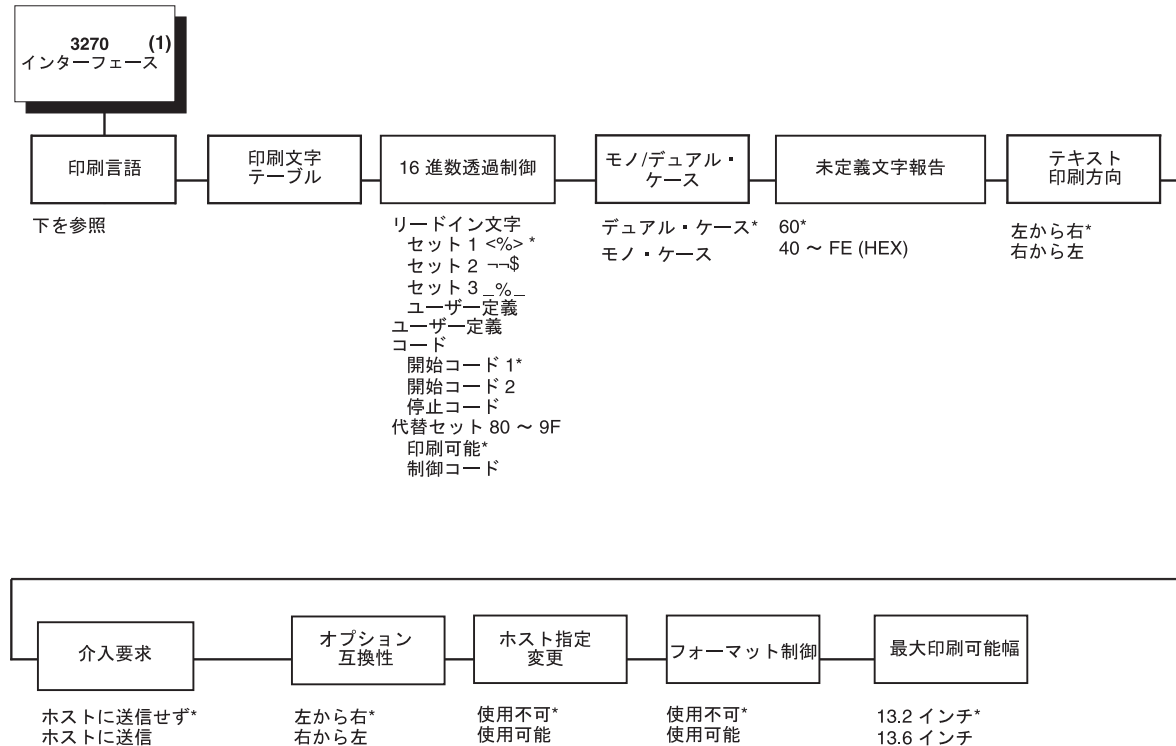 3270 (1)
インターフェース
印刷言語
下を参照
印刷文字
テーブル
16 進数透過制御
リードイン文字
セット 1 <%> *
セット 2 ¬¬$
セット 3 _%_
ユーザー定義
ユーザー定義
コード
開始コード 1*
開始コード 2
停止コード
代替セット 80 ～ 9F
印刷可能*
制御コード
モノ/デュアル・
ケース
デュアル・ケース*
モノ・ケース
未定義文字報告
60*
40 ～ FE (HEX)
テキスト
印刷方向
左から右*
右から左
介入要求
ホストに送信せず*
ホストに送信
オプション
互換性
左から右*
右から左
ホスト指定
変更
使用不可*
使用可能
フォーマット制御
使用不可*
使用可能
最大印刷可能幅
13.2 インチ*
13.6 インチ